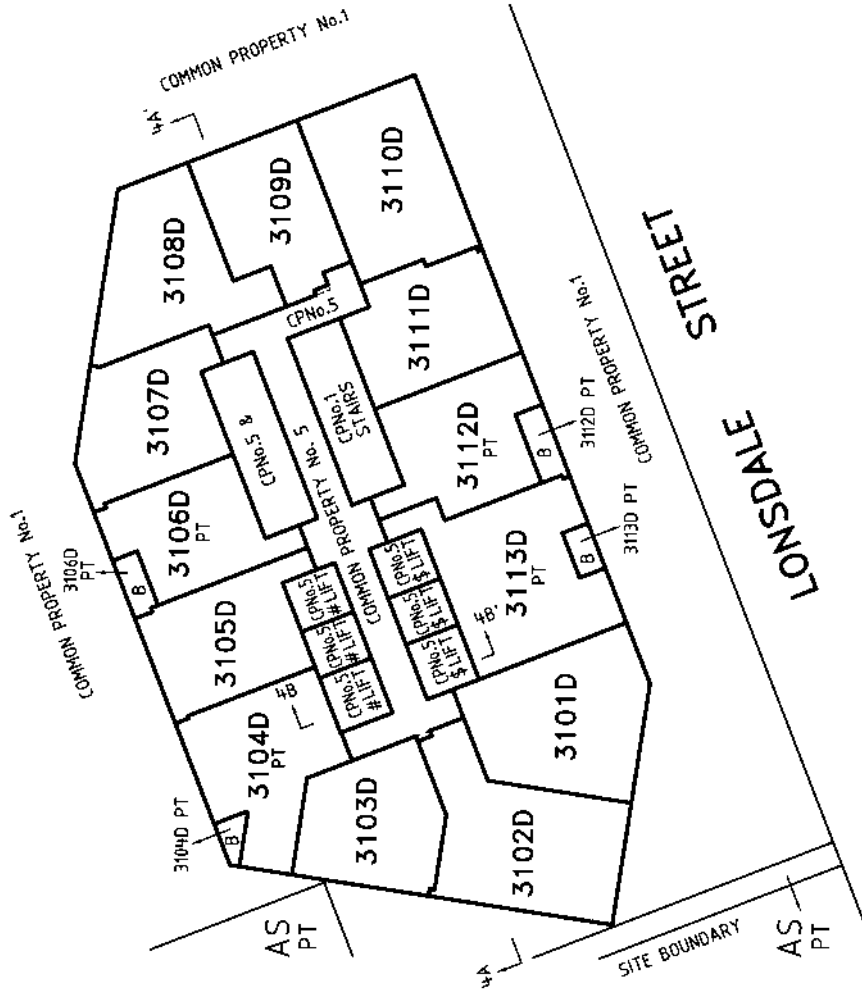 COMMON PROPERTY No.1
4A'
3108D
3109D
3110D
CPNo.5
3107D
3111D
CPNo.5 &
CPNo.1
STAIRS
COMMON PROPERTY No. 5
COMMON PROPERTY No.1
3106D
PT
B
3106D
PT
3112D
PT
B
3112D PT
COMMON PROPERTY No.1
STREET
LONSDALE
3105D
CPNo.5
# LIFT
CPNo.5
# LIFT
CPNo.5
# LIFT
CPNo.5
$ LIFT
CPNo.5
$ LIFT
CPNo.5
$ LIFT
3113D
PT
B
3113D PT
4B'
4B
3104D
PT
3104D PT
B
3103D
3101D
3102D
AS
PT
4A
SITE BOUNDARY
AS
PT